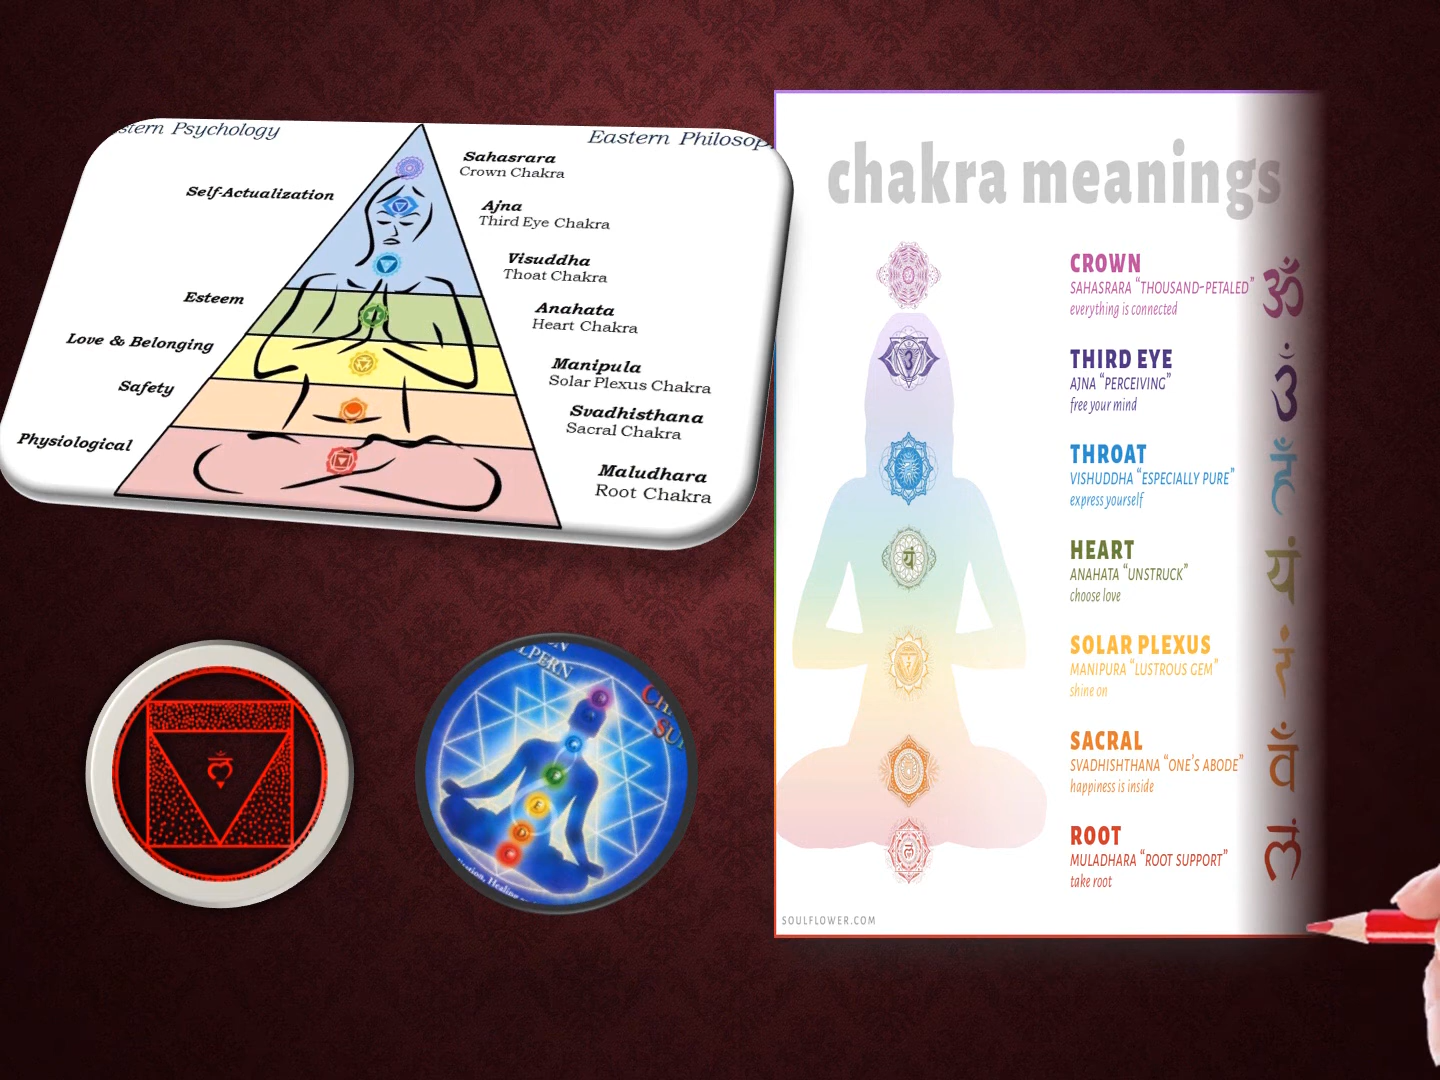 Psychology
Eastern
Self-Actualization
Esteem
Love & Belonging
Safety
Physiological
Sahasrara
Crown Chakra
Ajna
Third Eye Chakra
Visuddha
Thoat Chakra
Anahata
Heart Chakra
Manipula
Solar Plexus Chakra
Svadhisthana
Sacral Chakra
Maludhara
Root Chakra
chakra meanings
CROWN
SAHASRARA “THOUSAND-PETALED”
everything is connected
ॐ
THIRD EYE
AJNA “PERCEIVING”
free your mind
THROAT
VISHUDDHA “ESPECIALLY PURE”
express yourself
HEART
ANAHATA “UNSTRUCK”
choose love
यं
यं
SOLAR PLEXUS
MANIPURA “LUSTROUS GEM”
shine on
SACRAL
SVADHISHTHANA “ONE’S ABODE”
happiness is inside
ROOT
MULADHARA “ROOT SUPPORT”
take root
SOULFLOWER.COM
Healing